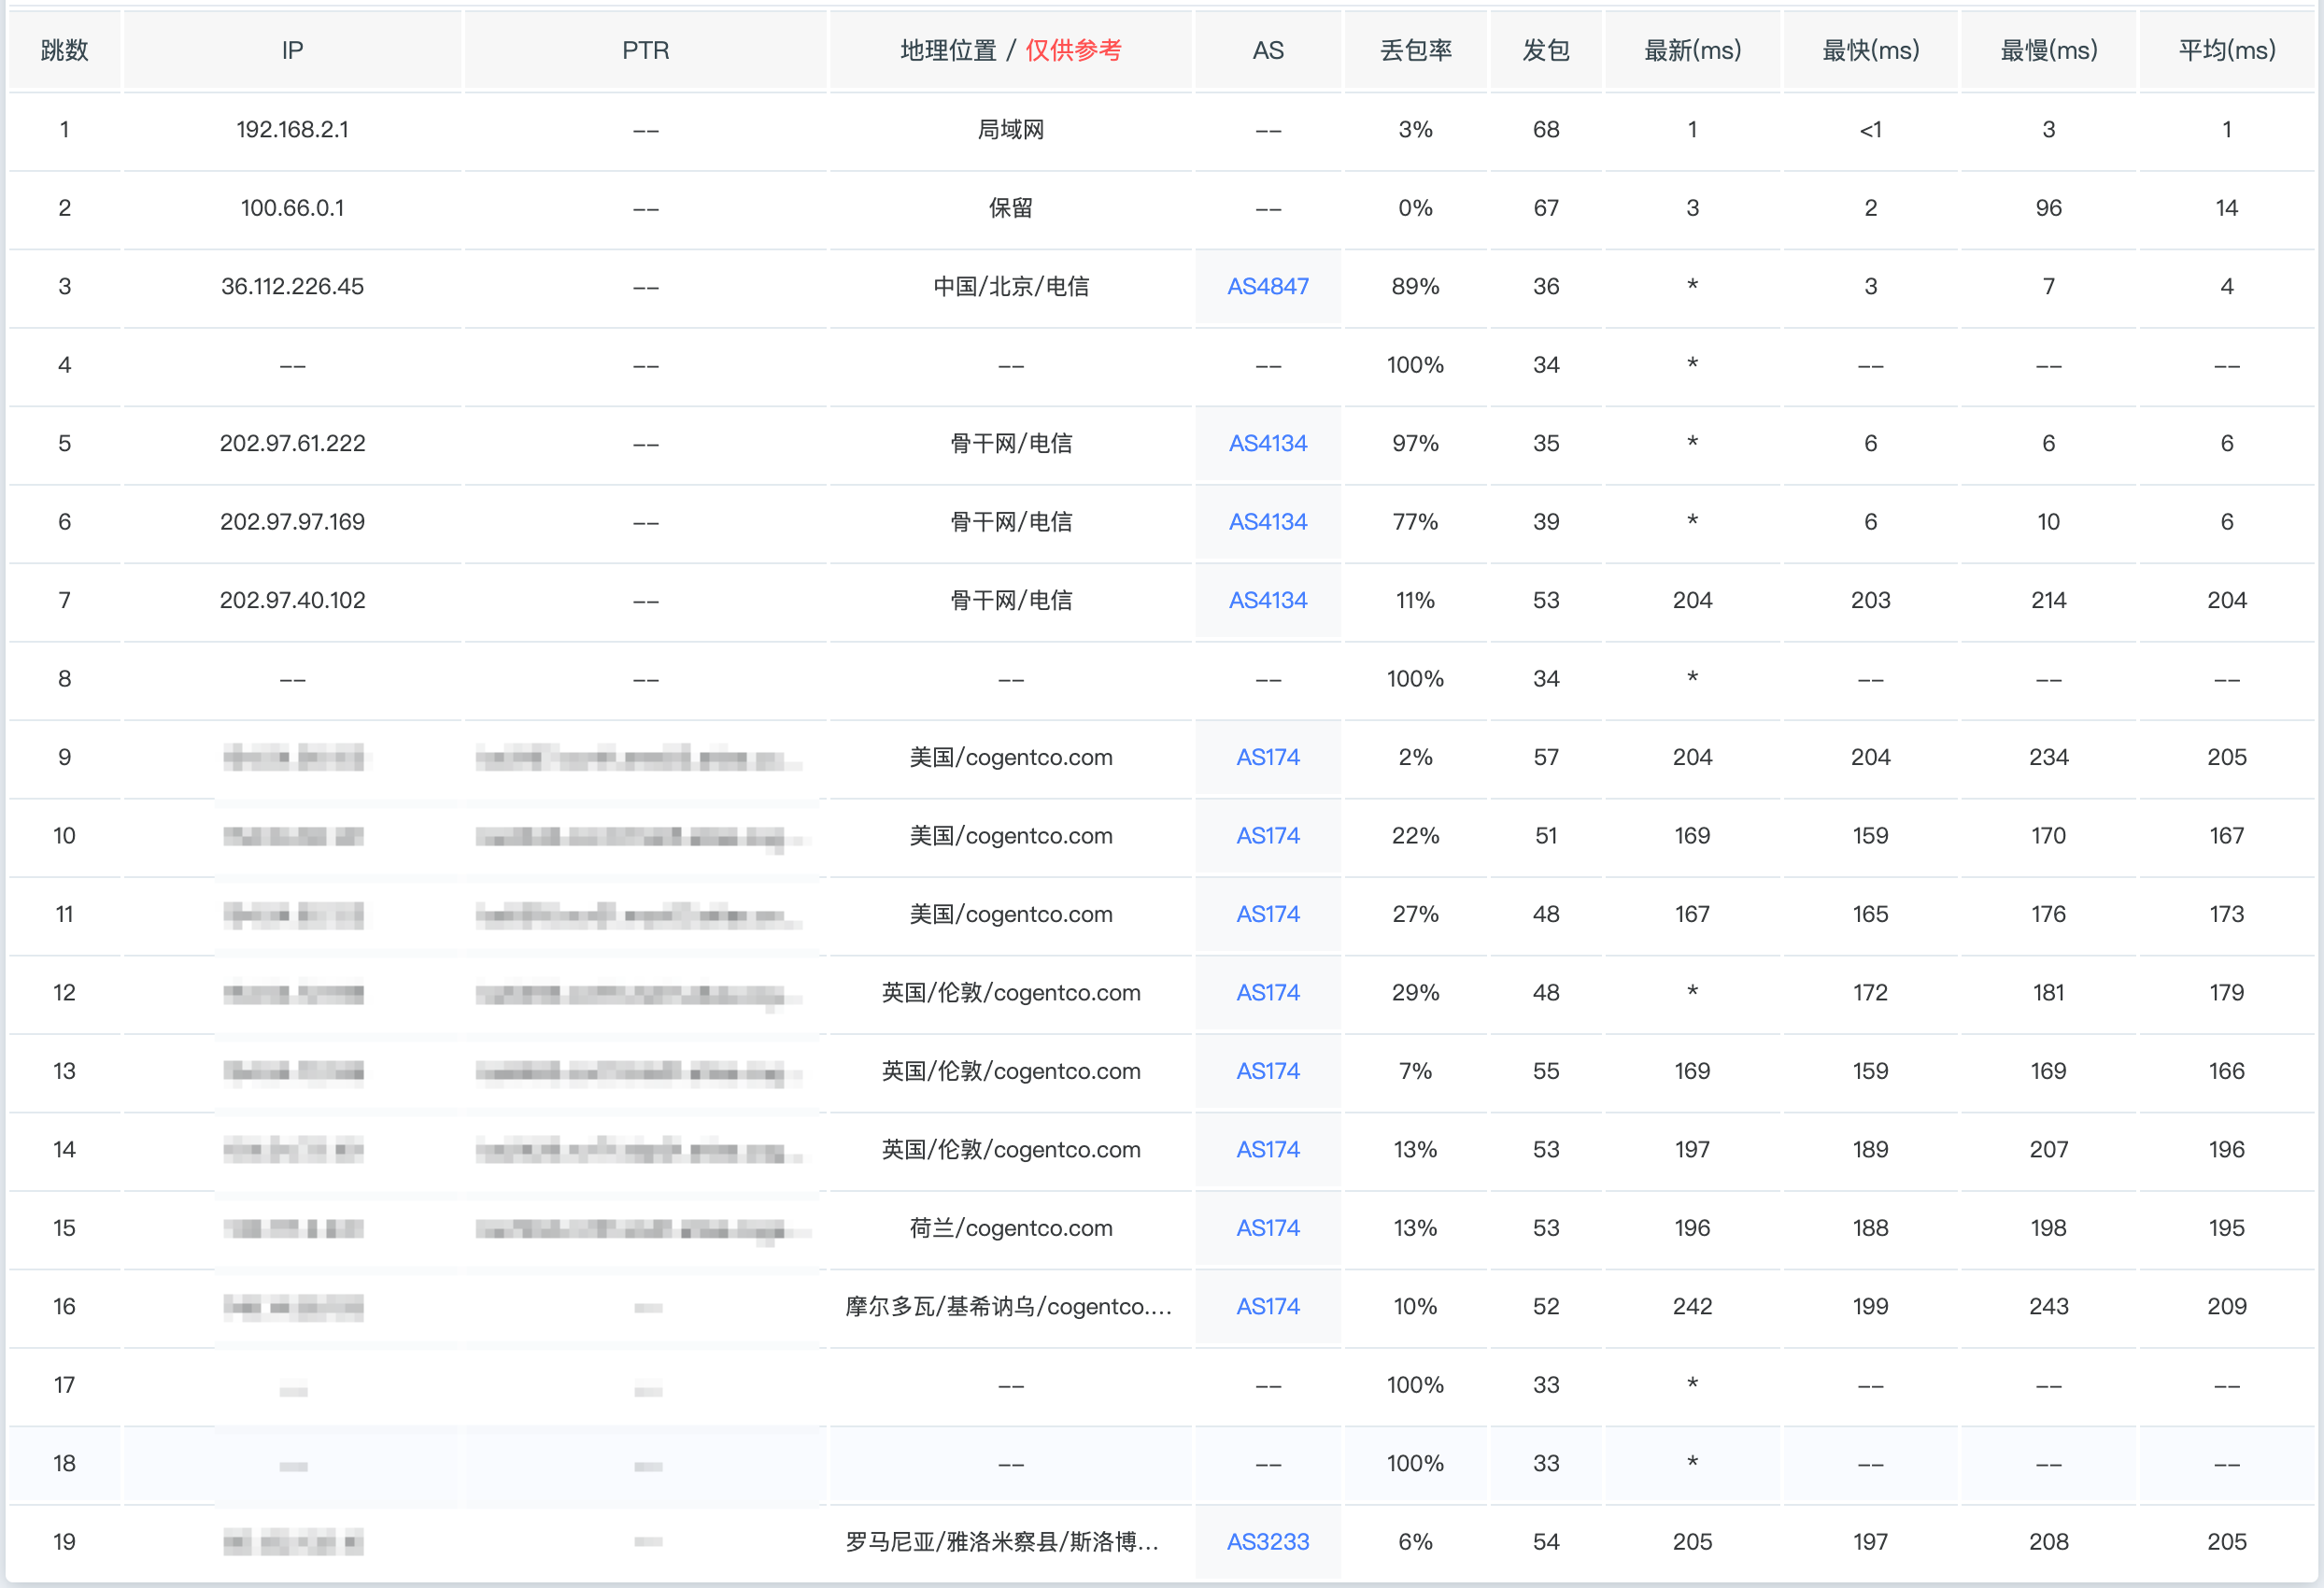 跳数 IP PTR 地理位置 / 仅供参考 AS 丢包率 发包 最新(ms) 最快(ms) 最慢(ms) 平均(ms)
1 192.168.2.1 -- 局域网 -- 3% 68 1 <1 3 1
2 100.66.0.1 -- 保留 -- 0% 67 3 2 96 14
3 36.112.226.45 -- 中国/北京/电信 AS4847 89% 36 * 3 7 4
4 -- -- -- -- 100% 34 * -- -- --
5 202.97.61.222 -- 骨干网/电信 AS4134 97% 35 * 6 6 6
6 202.97.97.169 -- 骨干网/电信 AS4134 77% 39 * 6 10 6
7 202.97.40.102 -- 骨干网/电信 AS4134 11% 53 204 203 214 204
8 -- -- -- -- 100% 34 * -- -- --
9 美国/cogentco.com AS174 2% 57 204 204 234 205
10 美国/cogentco.com AS174 22% 51 169 159 170 167
11 美国/cogentco.com AS174 27% 48 167 165 176 173
12 英国/伦敦/cogentco.com AS174 29% 48 * 172 181 179
13 英国/伦敦/cogentco.com AS174 7% 55 169 159 169 166
14 英国/伦敦/cogentco.com AS174 13% 53 197 189 207 196
15 荷兰/cogentco.com AS174 13% 53 196 188 198 195
16 摩尔多瓦/基希讷乌/cogentco.... AS174 10% 52 242 199 243 209
17 -- -- 100% 33 * -- -- --
18 -- -- 100% 33 * -- -- --
19 罗马尼亚/雅洛米察县/斯洛博... AS3233 6% 54 205 197 208 205